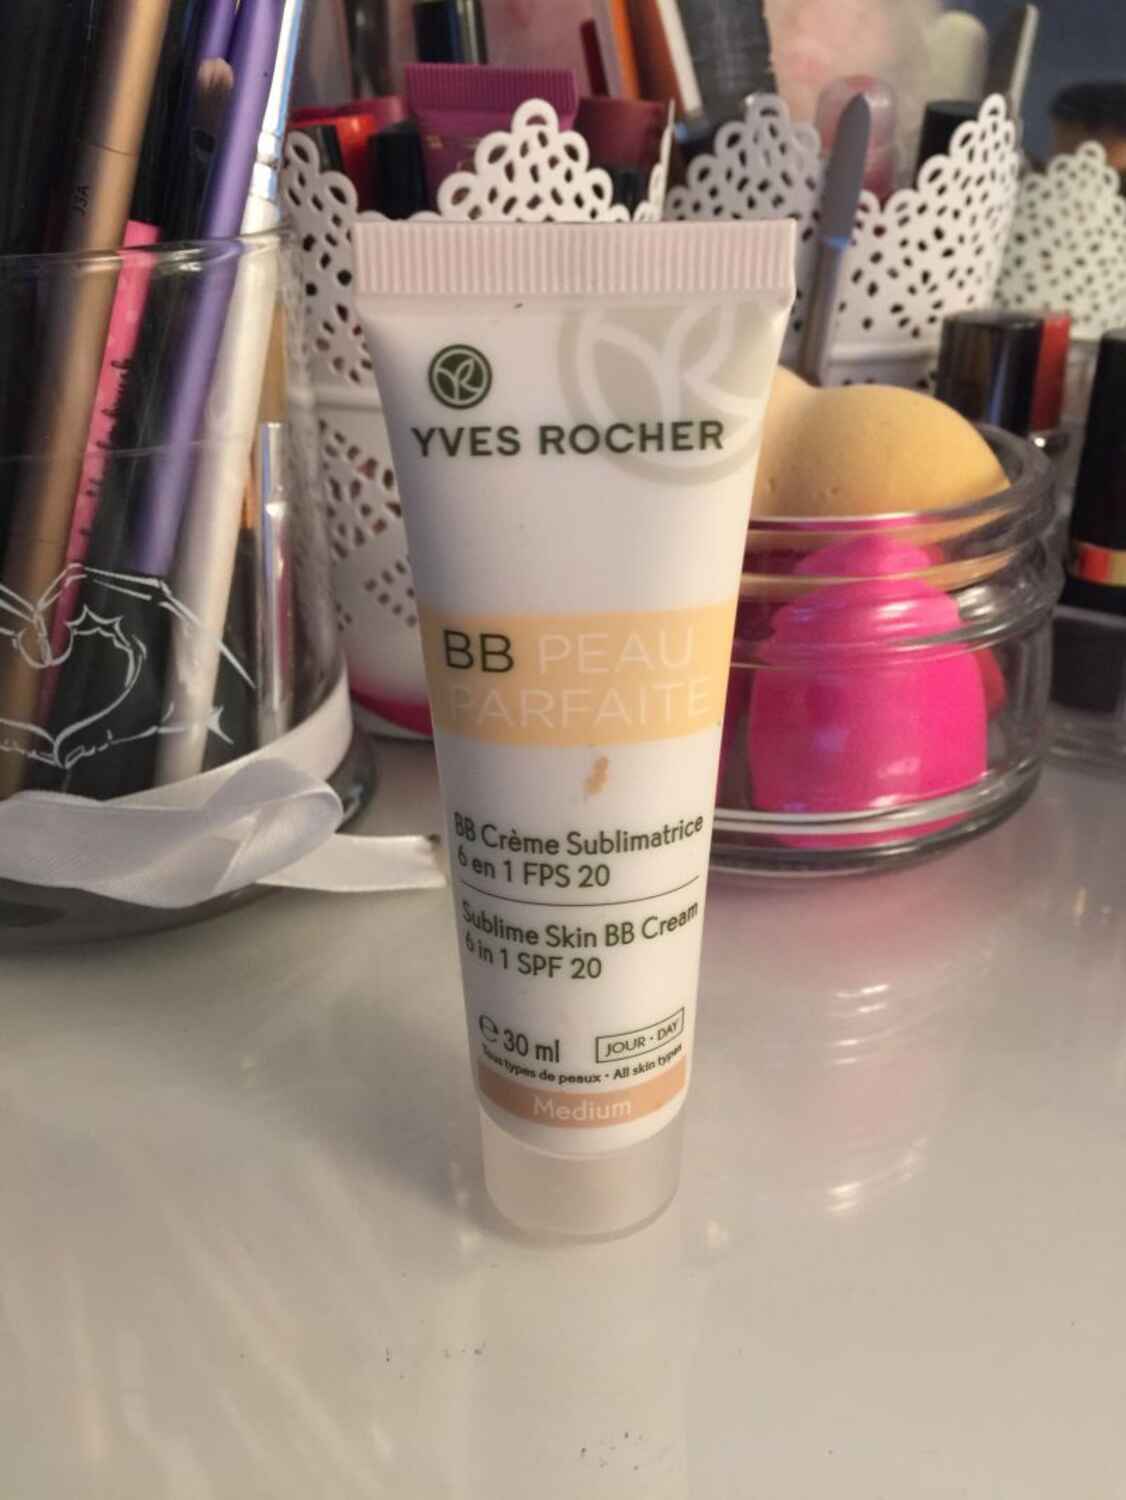 YVES ROCHER
BB PEAU
PARFAITE
BB Crème Sublimatrice
6 en 1 FPS 20
Sublime Skin BB Cream
6 in 1 SPF 20
℮ 30 ml
JOUR • DAY
Tous types de peaux • All skin types
Medium